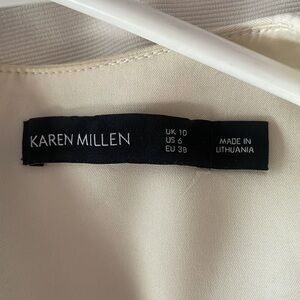 KAREN MILLEN
UK 10
US 6
EU 38
MADE IN
LITHUANIA